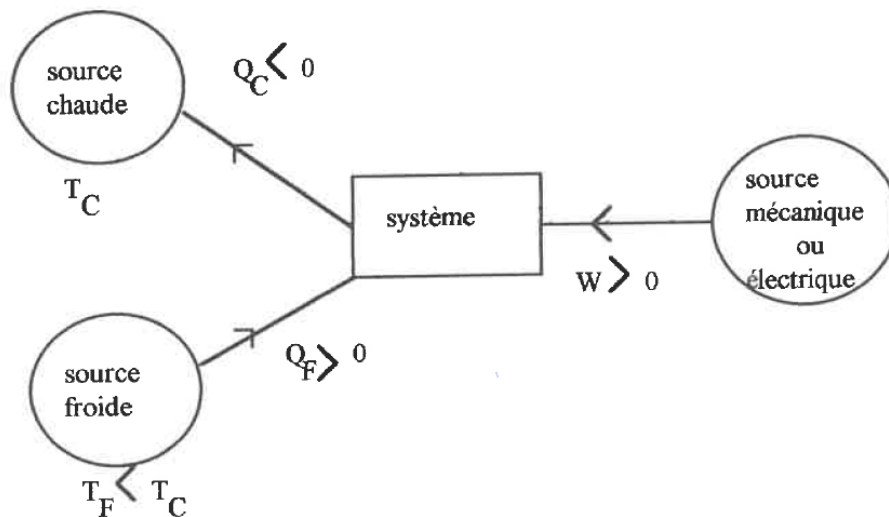 source
chaude
T_C
Q_C < 0
système
source
mécanique
ou
électrique
W > 0
Q_F > 0
source
froide
T_F < T_C